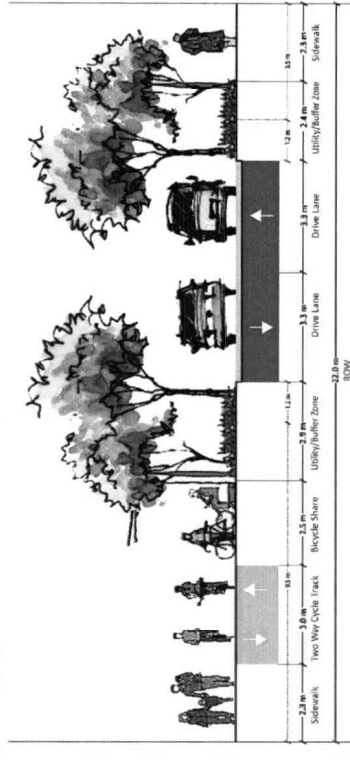 9.5 m 1.2 m 1.2 m 3.5 m
2.3 m 3.0 m 2.5 m 2.9 m 3.3 m 3.3 m 2.4 m 2.3 m
Sidewalk Two Way Cycle Track Bicycle Share Utility/Buffer Zone Drive Lane Drive Lane Utility/Buffer Zone Sidewalk
22.0 m
ROW